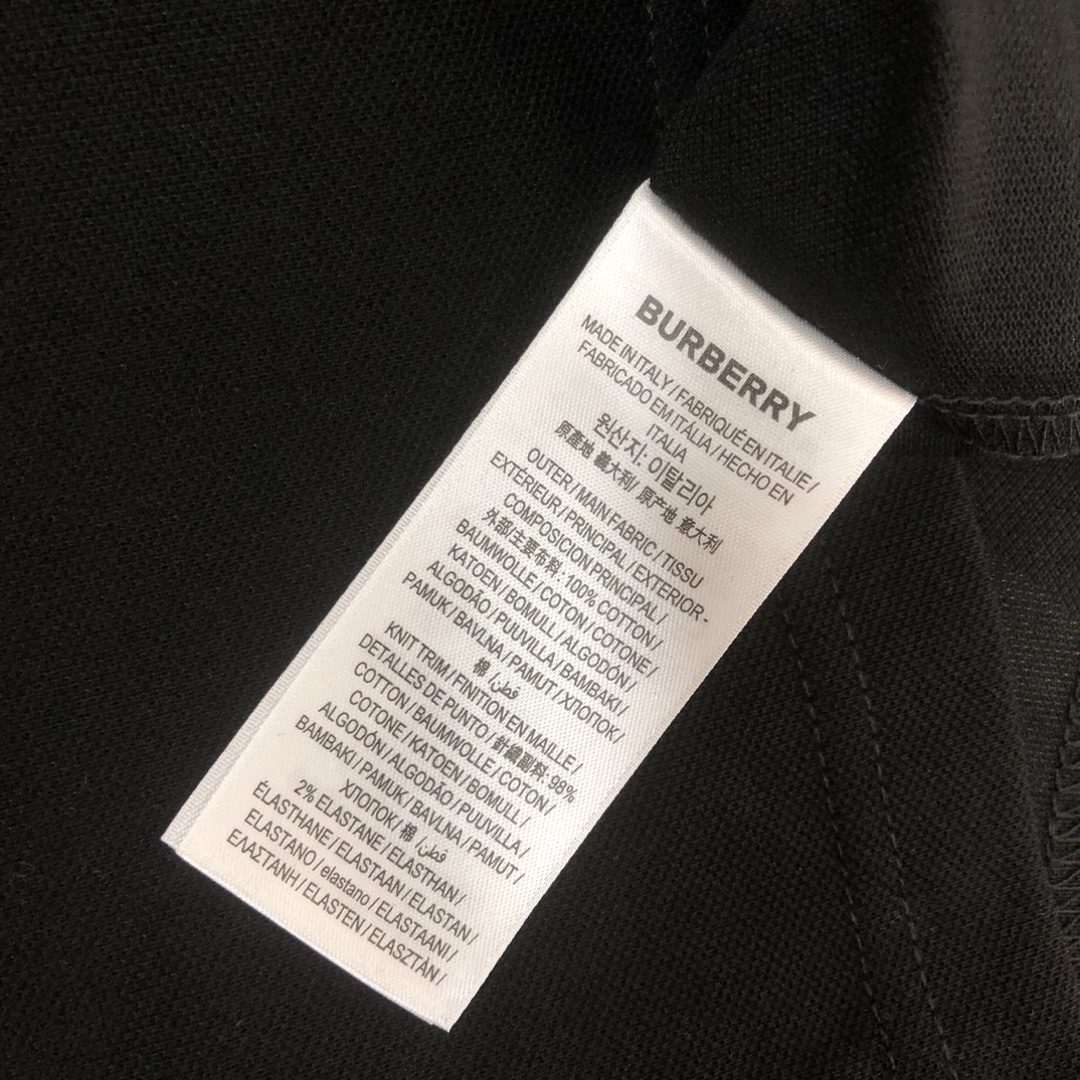 BURBERRY
MADE IN ITALY / FABRIQUÉ EN ITALIE /
FABRICADO EM ITÁLIA / HECHO EN
ITALIA
원산지: 이탈리아
原產地 義大利/ 原产地 意大利
OUTER / MAIN FABRIC / TISSU
EXTÉRIEUR / PRINCIPAL / EXTERIOR-
COMPOSICION PRINCIPAL /
外部主要布料: 100% COTTON /
BAUMWOLLE / COTON / COTONE /
KATOEN / BOMULL / ALGODÓN /
ALGODÃO / PUUVILLA / BAMBAKI /
PAMUK / BAVLNA / PAMUT / ХЛОПОК /
棉 / قطن
KNIT TRIM / FINITION EN MAILLE /
DETALLES DE PUNTO / 針織副料: 98%
COTTON / BAUMWOLLE / COTON /
COTONE / KATOEN / BOMULL /
ALGODÓN / ALGODÃO / PUUVILLA /
BAMBAKI / PAMUK / BAVLNA / PAMUT /
ХЛОПОК / 棉 / قطن
2% ELASTANE / ELASTHAN /
ÉLASTHANE / ELASTAAN / ELASTAN /
ELASTANO / elastano / ELASTAANI /
ΕΛΑΣΤΑΝΗ / ELASTEN / ELASZTÁN /